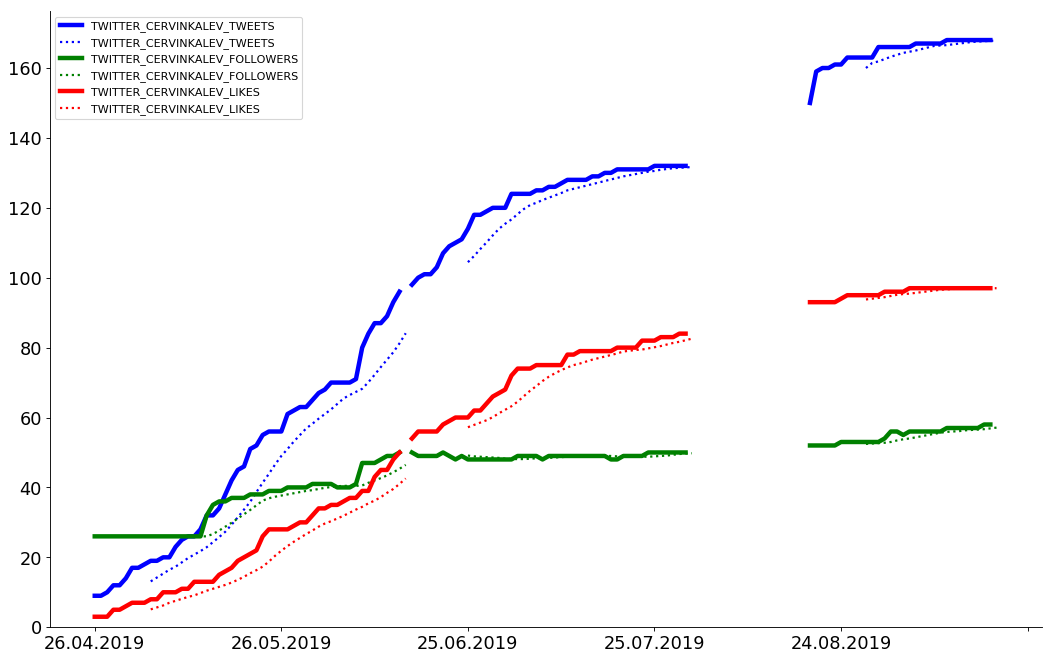 TWITTER_CERVINKALEV_TWEETS
TWITTER_CERVINKALEV_TWEETS
TWITTER_CERVINKALEV_FOLLOWERS
TWITTER_CERVINKALEV_FOLLOWERS
TWITTER_CERVINKALEV_LIKES
TWITTER_CERVINKALEV_LIKES
160
140
120
100
80
60
40
20
0
26.04.2019 26.05.2019 25.06.2019 25.07.2019 24.08.2019